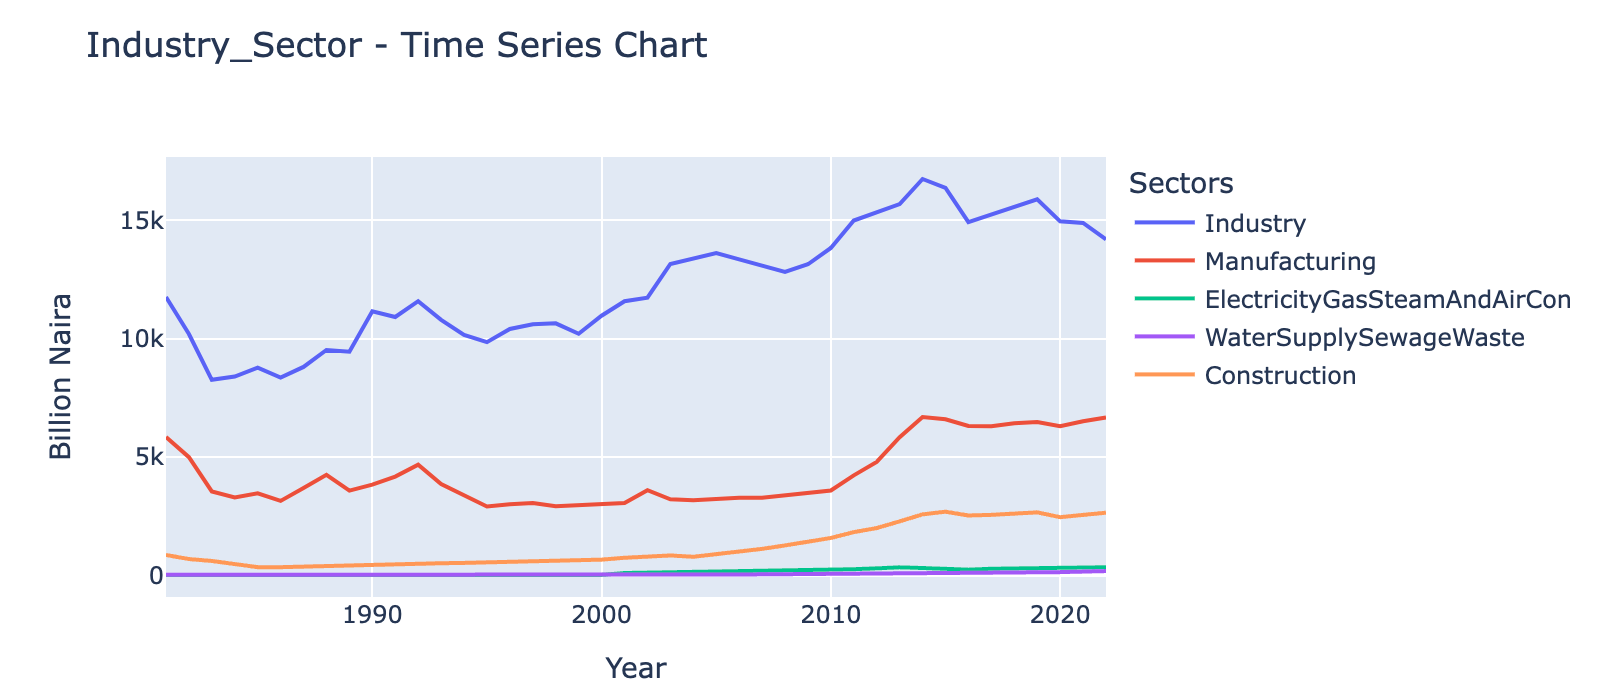 Industry_Sector - Time Series Chart
Billion Naira
15k
10k
5k
0
1990
2000
2010
2020
Year
Sectors
Industry
Manufacturing
ElectricityGasSteamAndAirCon
WaterSupplySewageWaste
Construction